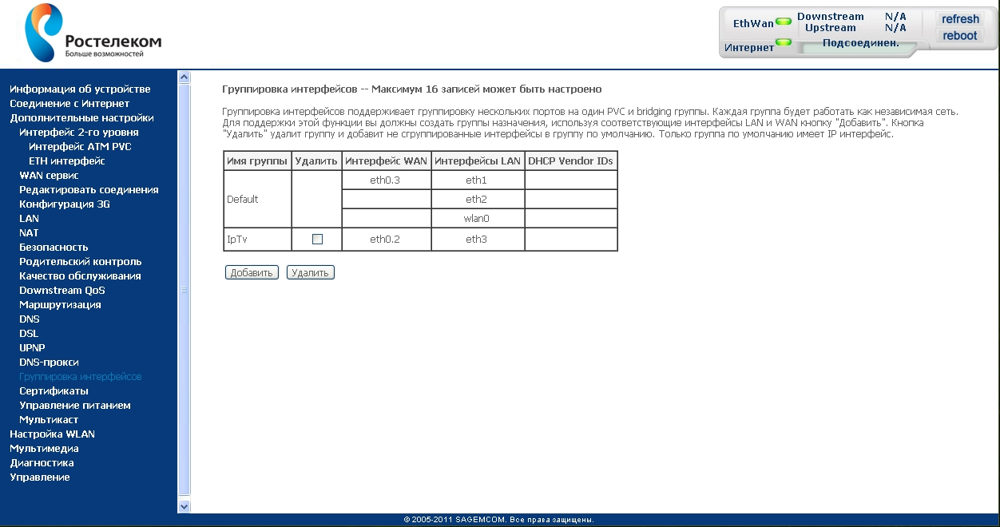 Ростелеком
Больше возможностей
EthWan
Downstream N/A
Upstream N/A
Интернет
Подсоединен.
refresh
reboot
Информация об устройстве
Соединение с Интернет
Дополнительные настройки
Интерфейс 2-го уровня
Интерфейс ATM PVC
ETH интерфейс
WAN сервис
Редактировать соединения
Конфигурация 3G
LAN
NAT
Безопасность
Родительский контроль
Качество обслуживания
Downstream QoS
Маршрутизация
DNS
DSL
UPNP
DNS-прокси
Группировка интерфейсов
Сертификаты
Управление питанием
Мультикаст
Настройка WLAN
Мультимедиа
Диагностика
Управление
Группировка интерфейсов -- Максимум 16 записей может быть настроено
Группировка интерфейсов поддерживает группировку нескольких портов на один PVC и bridging группы. Каждая группа будет работать как независимая сеть.
Для поддержки этой функции вы должны создать группы назначения, используя соответствующие интерфейсы LAN и WAN кнопку "Добавить". Кнопка
"Удалить" удалит группу и добавит не сгруппированные интерфейсы в группу по умолчанию. Только группа по умолчанию имеет IP интерфейс.
Имя группы Удалить Интерфейс WAN Интерфейсы LAN DHCP Vendor IDs
Default eth0.3 eth1
eth2
wlan0
IpTv eth0.2 eth3
Добавить Удалить
© 2005-2011 SAGEMCOM. Все права защищены.